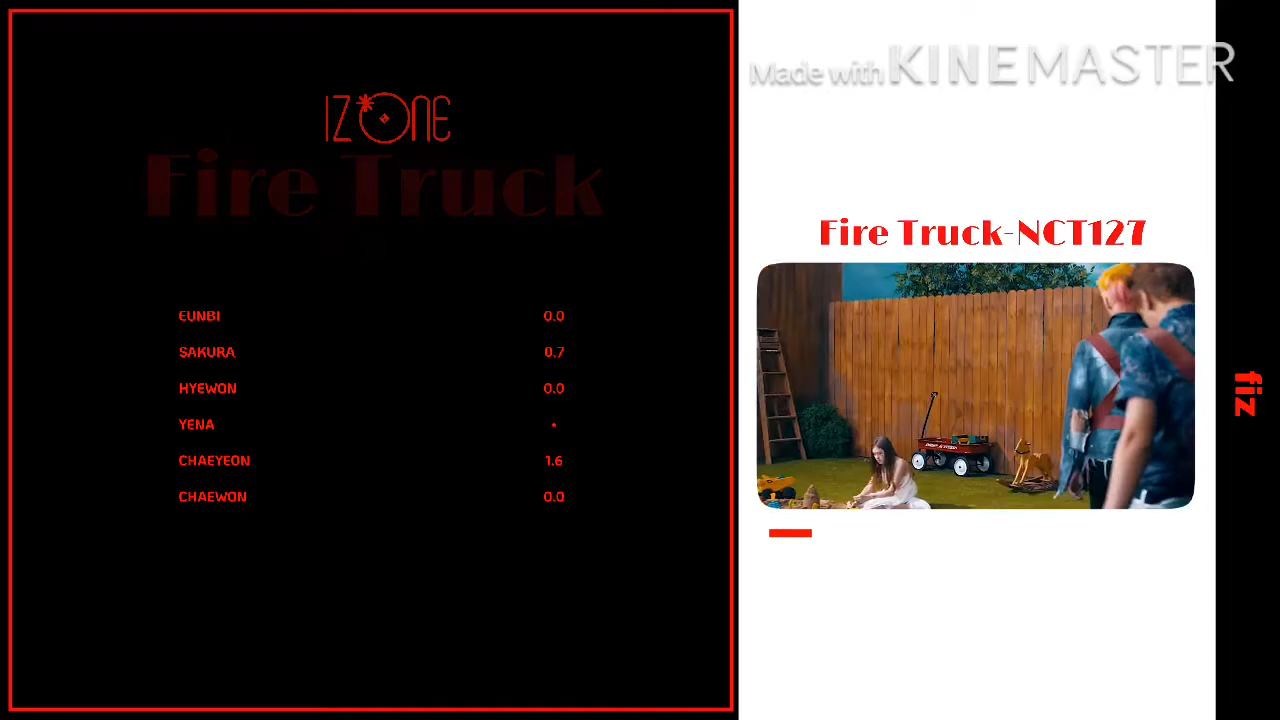 Made with KINEMASTER
IZ*ONE
Fire Truck
EUNBI 0.0
SAKURA 0.7
HYEWON 0.0
YENA •
CHAEYEON 1.6
CHAEWON 0.0
Fire Truck-NCT127
fiz